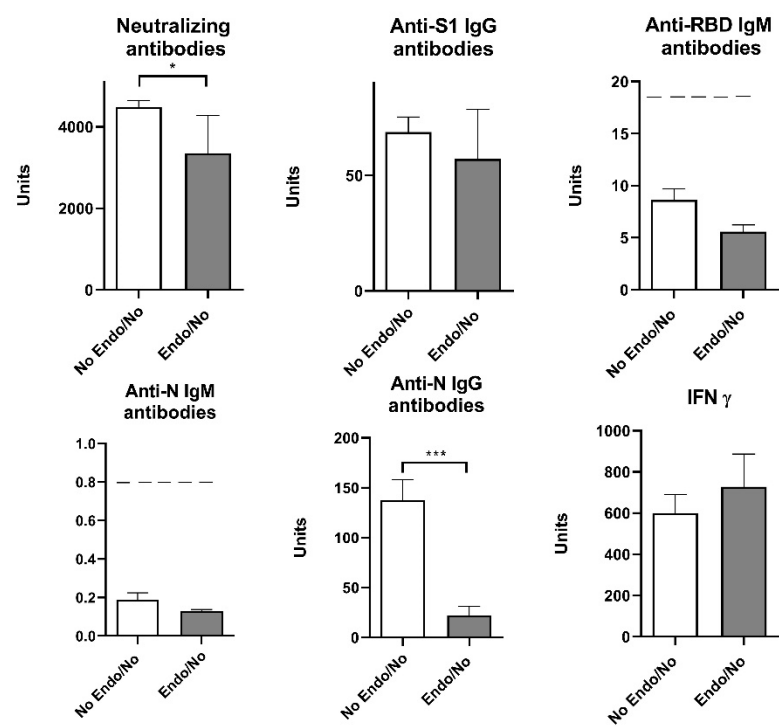 Neutralizing
antibodies
*
4000
2000
0
Units
No Endo/No
Endo/No
Anti-S1 IgG
antibodies
50
0
Units
No Endo/No
Endo/No
Anti-RBD IgM
antibodies
20
15
10
5
0
Units
No Endo/No
Endo/No
Anti-N IgM
antibodies
1.0
0.8
0.6
0.4
0.2
0.0
No Endo/No
Endo/No
Anti-N IgG
antibodies
***
200
150
100
50
0
Units
No Endo/No
Endo/No
IFN γ
1000
800
600
400
200
0
Units
No Endo/No
Endo/No